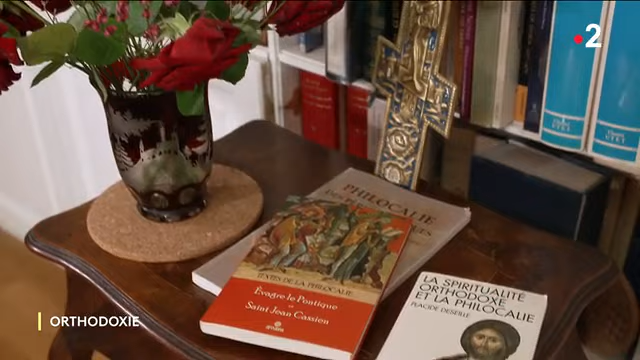 2
PHILOCALIE
TEXTES DE LA PHILOCALIE
Évagre le Pontique
Saint Jean Cassien
LA SPIRITUALITÉ
ORTHODOXE
ET LA PHILOCALIE
PLACIDE DESEILLE
ORTHODOXIE